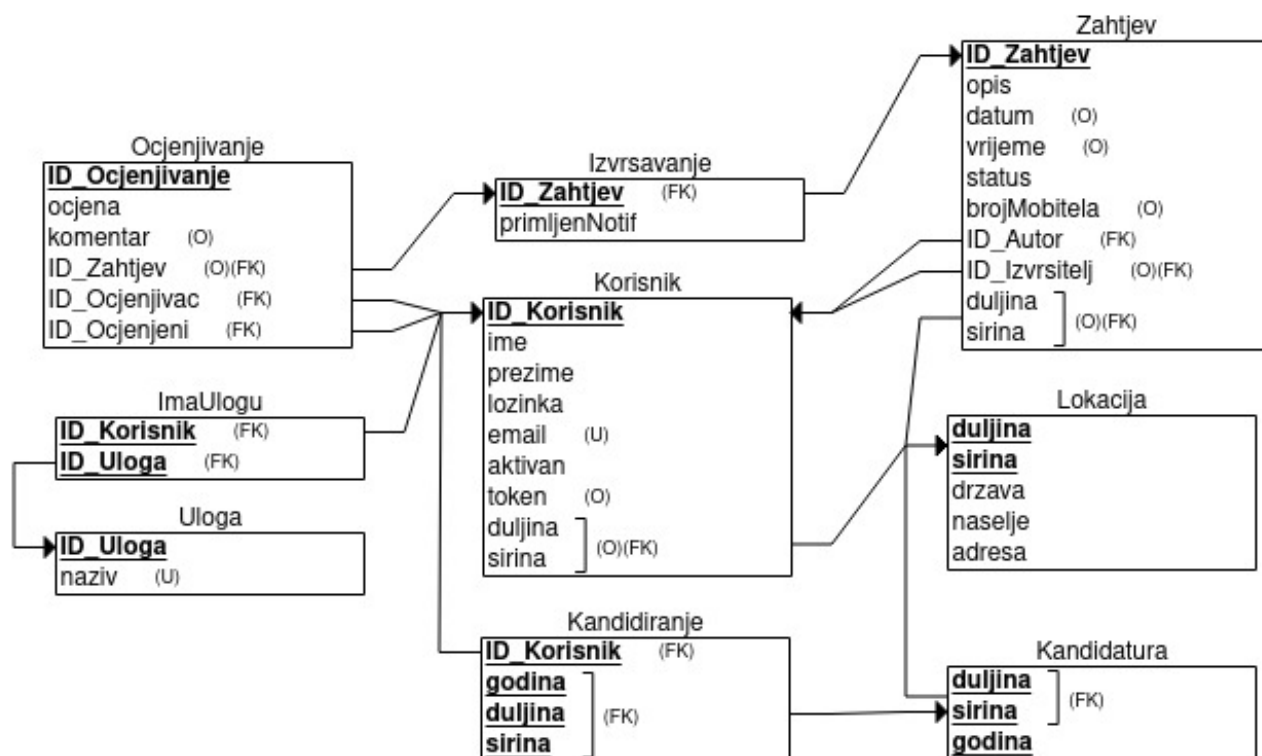 Zahtjev
ID_Zahtjev
opis
datum (O)
vrijeme (O)
status
brojMobitela (O)
ID_Autor (FK)
ID_Izvrsitelj (O)(FK)
duljina
sirina
(O)(FK)
Ocjenjivanje
ID_Ocjenjivanje
ocjena
komentar (O)
ID_Zahtjev (O)(FK)
ID_Ocjenjivac (FK)
ID_Ocjenjeni (FK)
Izvrsavanje
ID_Zahtjev (FK)
primljenNotif
Korisnik
ID_Korisnik
ime
prezime
lozinka
email (U)
aktivan
token (O)
duljina
sirina
(O)(FK)
ImaUlogu
ID_Korisnik (FK)
ID_Uloga (FK)
Lokacija
duljina
sirina
drzava
naselje
adresa
Uloga
ID_Uloga
naziv (U)
Kandidiranje
ID_Korisnik (FK)
godina
duljina
sirina
(FK)
Kandidatura
duljina
sirina
(FK)
godina